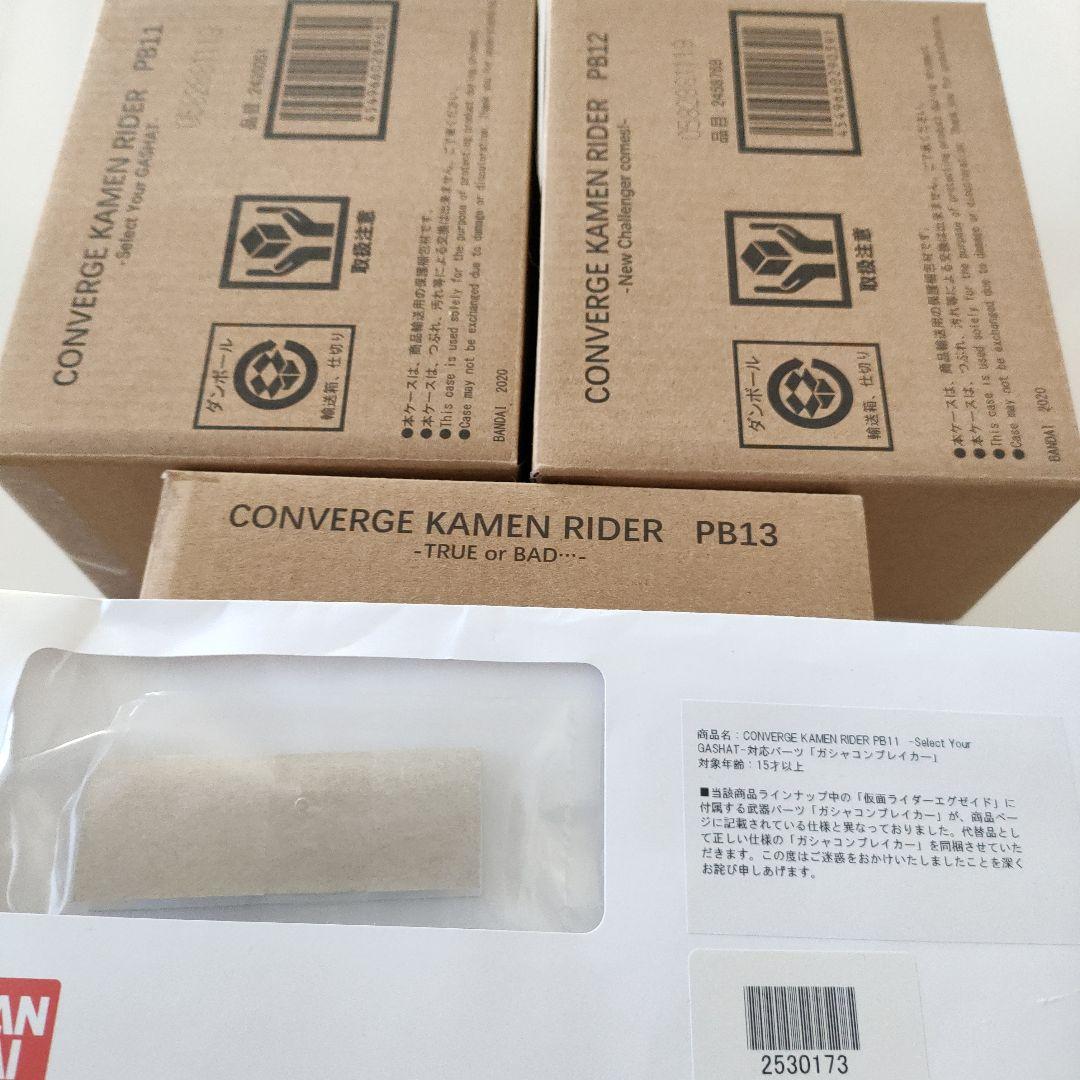 CONVERGE KAMEN RIDER PB11
-Select Your GASHAT-
取扱注意
ダンボール
輸送箱、仕切り
●本ケースは、商品輸送用の保護梱包材です。
●本ケースは、つぶれ、汚れ等による交換は出来ません。ご了承ください。
●This case is used solely for the purpose of protecting product during shipment.
●Case may not be exchanged due to damage or discoloration. Thank you for understanding.
BANDAI 2020
CONVERGE KAMEN RIDER PB12
-New Challenger comes!-
品番 2458768
取扱注意
ダンボール
輸送箱、仕切り
●本ケースは、商品輸送用の保護梱包材です。
●本ケースは、つぶれ、汚れ等による交換は出来ません。ご了承ください。
●This case is used solely for the purpose of protecting product during shipment.
●Case may not be exchanged due to damage or discoloration. Thank you for understanding.
BANDAI 2020
CONVERGE KAMEN RIDER PB13
-TRUE or BAD…-
商品名：CONVERGE KAMEN RIDER PB11 -Select Your
GASHAT-対応パーツ「ガシャコンブレイカー」
対象年齢：15才以上
■当該商品ラインナップ中の「仮面ライダーエグゼイド」に
付属する武器パーツ「ガシャコンブレイカー」が、商品ペー
ジに記載されている仕様と異なっておりました。代替品とし
て正しい仕様の「ガシャコンブレイカー」を同梱させていた
だきます。この度はご迷惑をおかけいたしましたことを深く
お詫び申しあげます。
2530173